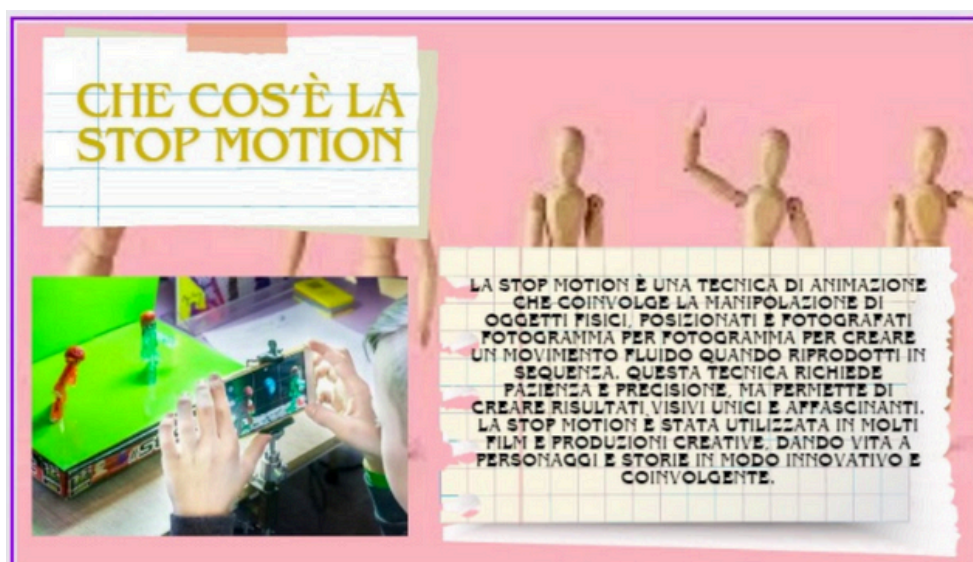 CHE COS'È LA
STOP MOTION
LA STOP MOTION È UNA TECNICA DI ANIMAZIONE
CHE COINVOLGE LA MANIPOLAZIONE DI
OGGETTI FISICI, POSIZIONATI E FOTOGRAFATI
FOTOGRAMMA PER FOTOGRAMMA PER CREARE
UN MOVIMENTO FLUIDO QUANDO RIPRODOTTI IN
SEQUENZA. QUESTA TECNICA RICHIEDE
PAZIENZA E PRECISIONE, MA PERMETTE DI
CREARE RISULTATI VISIVI UNICI E AFFASCINANTI.
LA STOP MOTION È STATA UTILIZZATA IN MOLTI
FILM E PRODUZIONI CREATIVE, DANDO VITA A
PERSONAGGI E STORIE IN MODO INNOVATIVO E
COINVOLGENTE.